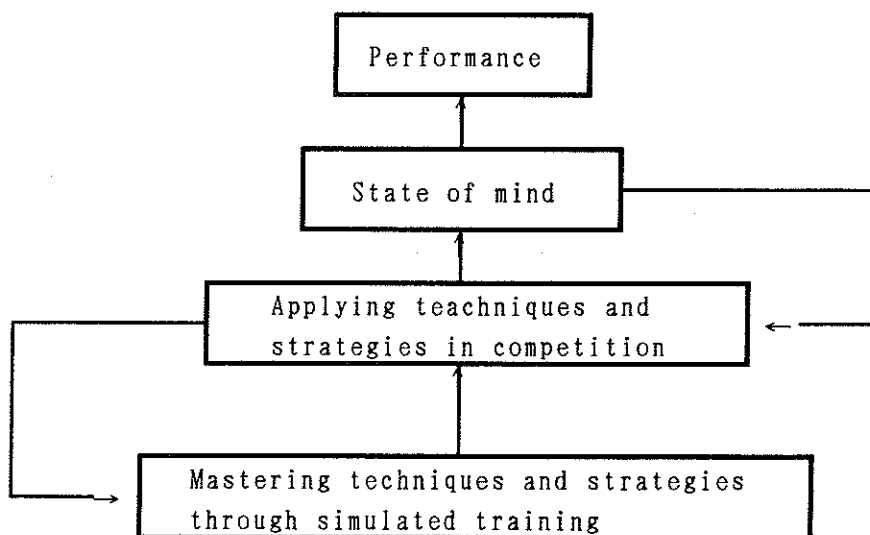 Performance
State of mind
Applying teachniques and
strategies in competition
Mastering techniques and strategies
through simulated training